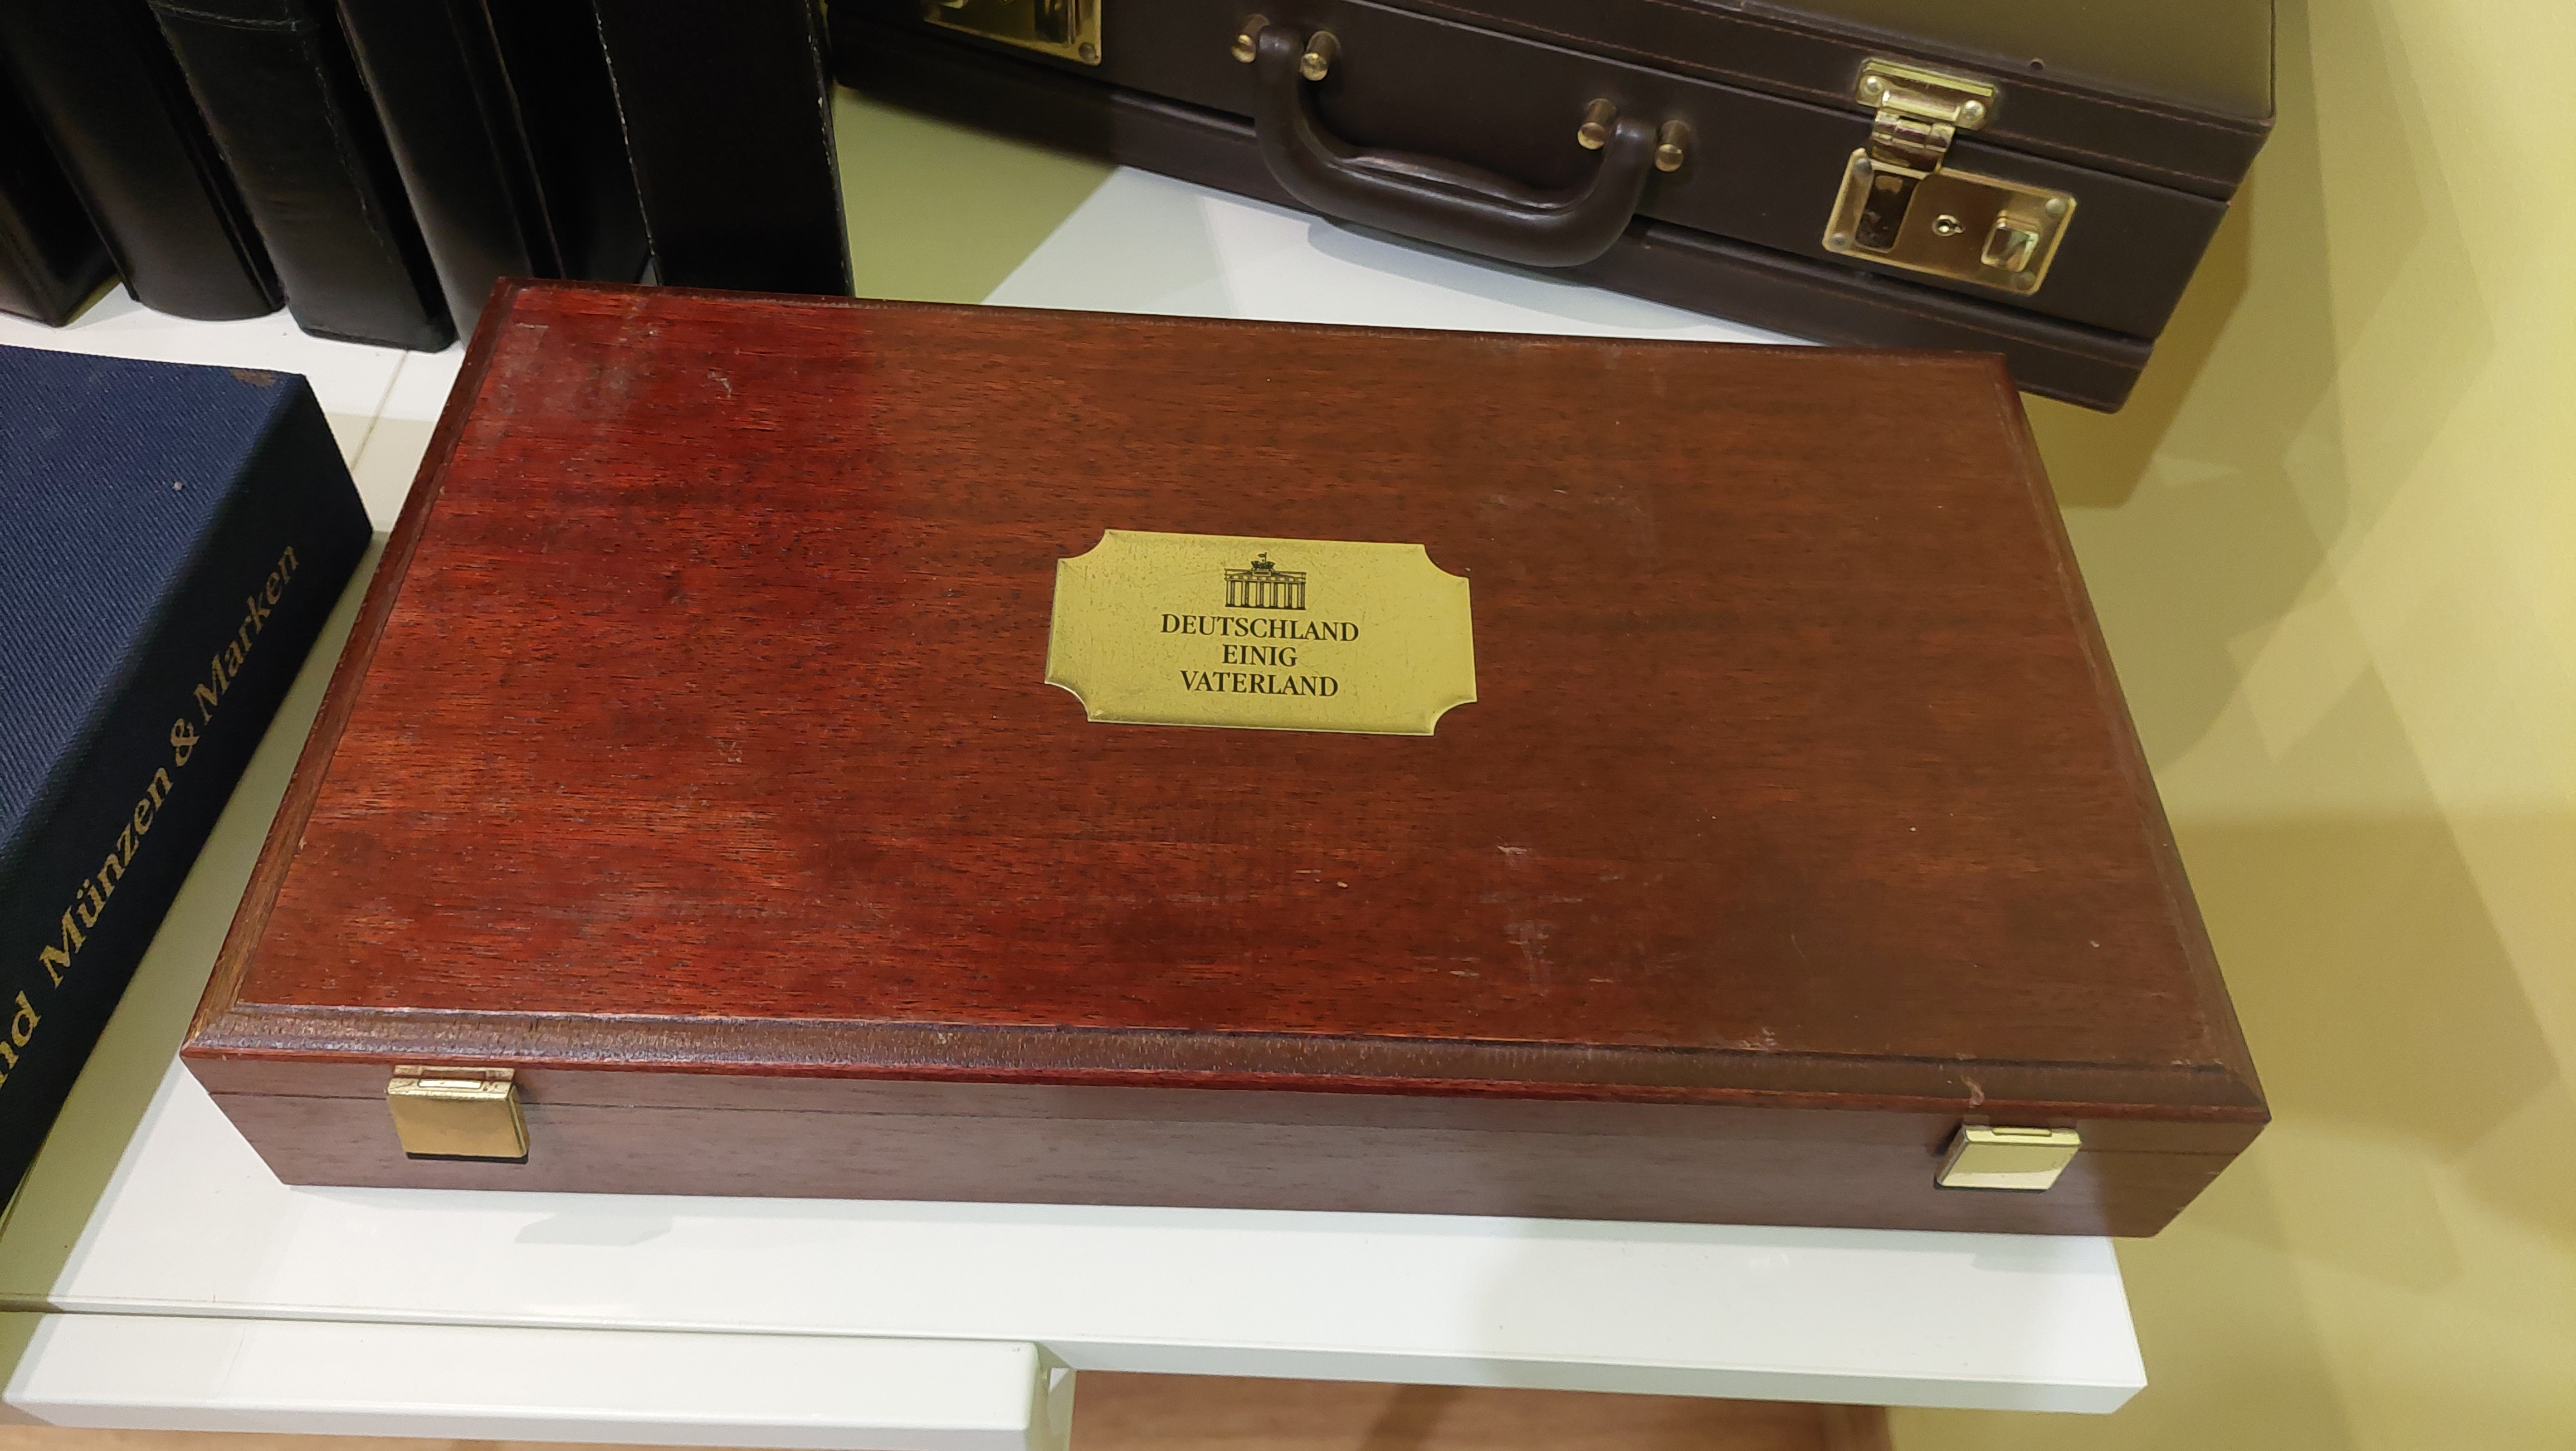 DEUTSCHLAND
EINIG
VATERLAND
Münzen & Marken